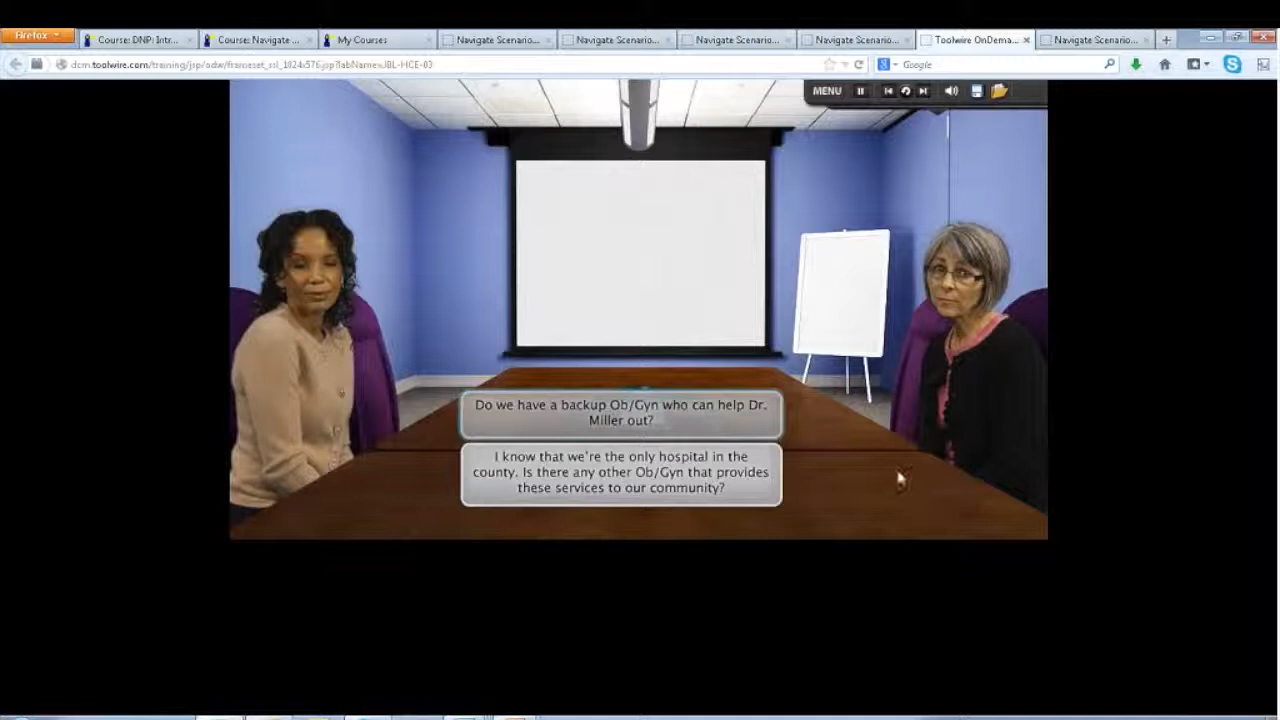 Firefox
Course: DNP: Intr...
Course: Navigate ...
My Courses
Navigate Scenario...
Navigate Scenario...
Navigate Scenario...
Navigate Scenario...
Toolwire OnDema...
Navigate Scenario...
Google
MENU
Do we have a backup Ob/Gyn who can help Dr.
Miller out?
I know that we're the only hospital in the
county. Is there any other Ob/Gyn that provides
these services to our community?